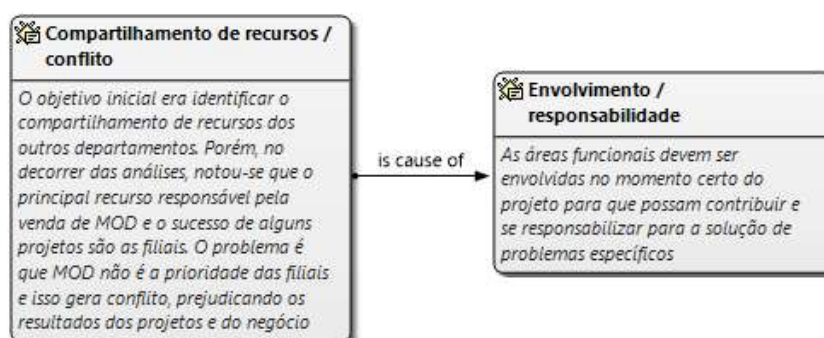 Compartilhamento de recursos /
conflito
O objetivo inicial era identificar o
compartilhamento de recursos dos
outros departamentos. Porém, no
decorrer das análises, notou-se que o
principal recurso responsável pela
venda de MOD e o sucesso de alguns
projetos são as filiais. O problema é
que MOD não é a prioridade das filiais
e isso gera conflito, prejudicando os
resultados dos projetos e do negócio
is cause of
Envolvimento /
responsabilidade
As áreas funcionais devem ser
envolvidas no momento certo do
projeto para que possam contribuir e
se responsabilizar para a solução de
problemas específicos